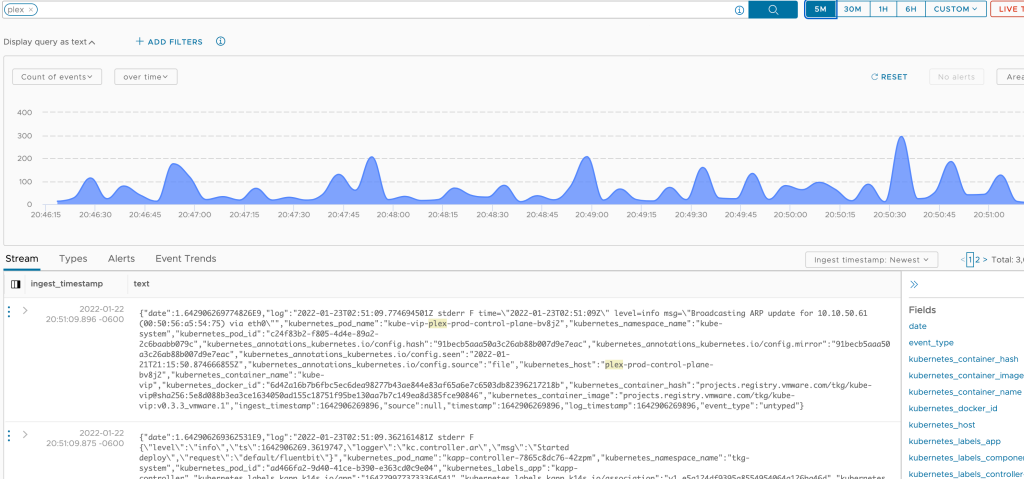 plex ×
5M 30M 1H 6H CUSTOM LIVE T
Display query as text
+ ADD FILTERS
Count of events over time RESET No alerts Area
400
300
200
100
0
20:46:15 20:46:30 20:46:45 20:47:00 20:47:15 20:47:30 20:47:45 20:48:00 20:48:15 20:48:30 20:48:45 20:49:00 20:49:15 20:49:30 20:49:45 20:50:00 20:50:15 20:50:30 20:50:45 20:51:00
Stream Types Alerts Event Trends
Ingest timestamp: Newest < 1 2 > Total: 3,
ingest_timestamp text
2022-01-22
20:51:09.896 -0600
{"date":1.642906269774826E9,"log":"2022-01-23T02:51:09.774694501Z stderr F time=\"2022-01-23T02:51:09Z\" level=info msg=\"Broadcasting ARP update for 10.10.50.61
(00:50:56:a5:54:75) via eth0\"","kubernetes_pod_name":"kube-vip-plex-prod-control-plane-bv8j2","kubernetes_namespace_name":"kube-
system","kubernetes_pod_id":"c24f83b2-f805-4d4e-89a2-
2c6baabb079c","kubernetes_annotations_kubernetes.io/config.hash":"91becb5aaa50a3c26ab88b007d9e7eac","kubernetes_annotations_kubernetes.io/config.mirror":"91becb5aaa50
a3c26ab88b007d9e7eac","kubernetes_annotations_kubernetes.io/config.seen":"2022-01-
21T21:15:50.874666855Z","kubernetes_annotations_kubernetes.io/config.source":"file","kubernetes_host":"plex-prod-control-plane-
bv8j2","kubernetes_container_name":"kube-
vip","kubernetes_docker_id":"6d42a16b7b6fbc5ec6dea98277b43ae844e83af65a6e7c6503db82396217218b","kubernetes_container_hash":"projects.registry.vmware.com/tkg/kube-
vip@sha256:5e8d088b3ea3ce1634050ad155c18751f95be130aa7b7c149ea8d385fce90846","kubernetes_container_image":"projects.registry.vmware.com/tkg/kube-
vip:v0.3.3_vmware.1","ingest_timestamp":1642906269896,"source":null,"timestamp":1642906269896,"log_timestamp":1642906269896,"event_type":"untyped"}
2022-01-22
20:51:09.875 -0600
{"date":1.642906269362531E9,"log":"2022-01-23T02:51:09.362161481Z stderr F
{\"level\":\"info\",\"ts\":1642906269.3619747,\"logger\":\"kc.controller.ar\",\"msg\":\"Started
deploy\",\"request\":\"default/fluentbit\"}","kubernetes_pod_name":"kapp-controller-7865c8dc76-4zzpm","kubernetes_namespace_name":"tkg-
system","kubernetes_pod_id":"ad466fa2-9d40-41ce-b390-e363cd0c9e04","kubernetes_labels_app":"kapp-
Fields
date
event_type
kubernetes_container_hash
kubernetes_container_image
kubernetes_container_name
kubernetes_docker_id
kubernetes_host
kubernetes_labels_app
kubernetes_labels_compone
kubernetes_labels_controller